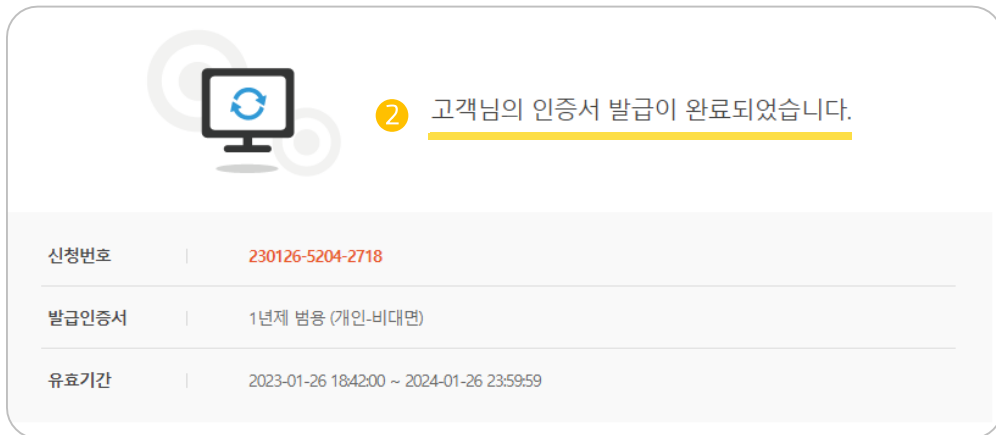 2 고객님의 인증서 발급이 완료되었습니다.
신청번호 230126-5204-2718
발급인증서 1년제 범용 (개인-비대면)
유효기간 2023-01-26 18:42:00 ~ 2024-01-26 23:59:59